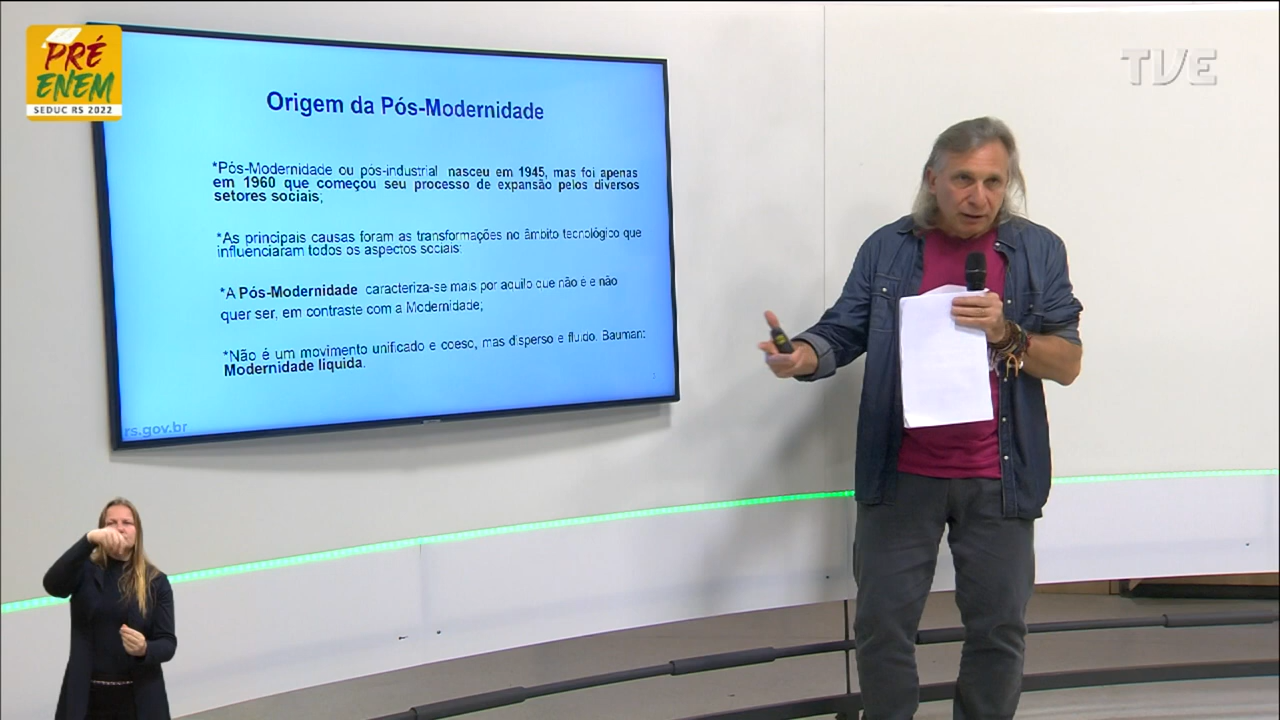 PRÉ
ENEM
SEDUC RS 2022
TVE
Origem da Pós-Modernidade
*Pós-Modernidade ou pós-industrial nasceu em 1945, mas foi apenas
em 1960 que começou seu processo de expansão pelos diversos
setores sociais;
*As principais causas foram as transformações no âmbito tecnológico que
influenciaram todos os aspectos sociais.
*A Pós-Modernidade caracteriza-se mais por aquilo que não é e não
quer ser, em contraste com a Modernidade;
*Não é um movimento unificado e coeso, mas disperso e fluido. Bauman:
Modernidade líquida.
rs.gov.br